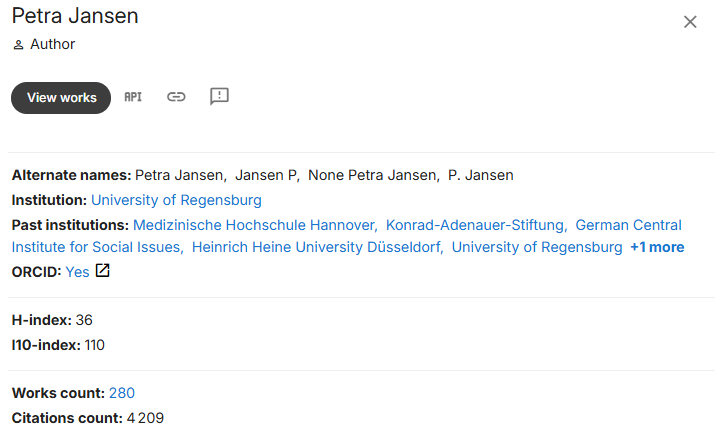 Petra Jansen
Author
View works
API
Alternate names: Petra Jansen, Jansen P, None Petra Jansen, P. Jansen
Institution: University of Regensburg
Past institutions: Medizinische Hochschule Hannover, Konrad-Adenauer-Stiftung, German Central
Institute for Social Issues, Heinrich Heine University Düsseldorf, University of Regensburg +1 more
ORCID: Yes
H-index: 36
I10-index: 110
Works count: 280
Citations count: 4 209